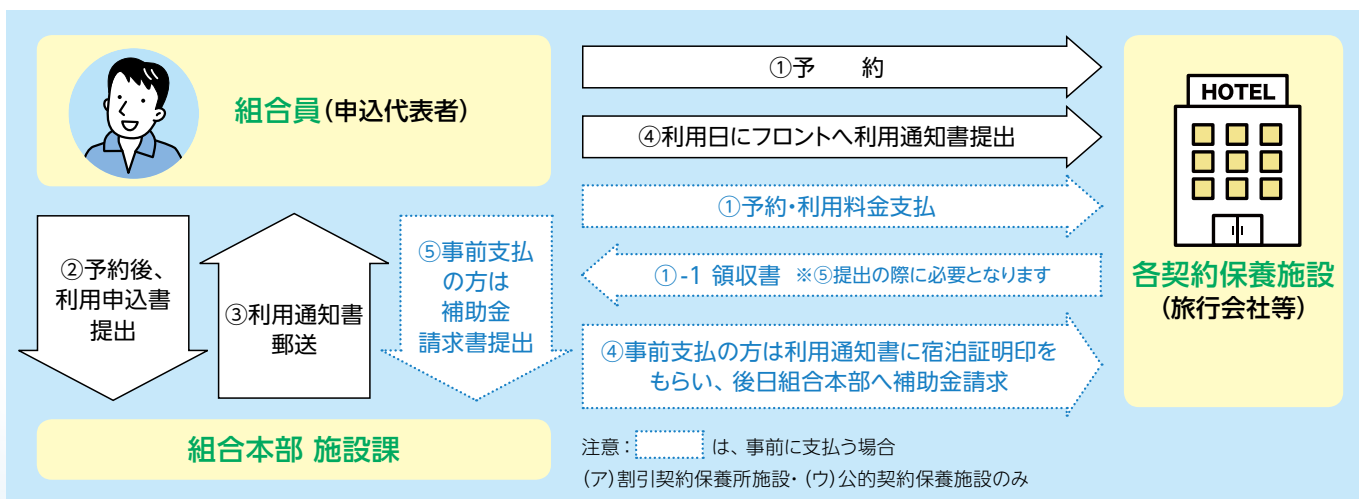 組合員(申込代表者)
①予　約
HOTEL
④利用日にフロントへ利用通知書提出
①予約・利用料金支払
②予約後、
利用申込書
提出
③利用通知書
郵送
⑤事前支払
の方は
補助金
請求書提出
①-1 領収書 ※⑤提出の際に必要となります
各契約保養施設
(旅行会社等)
④事前支払の方は利用通知書に宿泊証明印を
もらい、後日組合本部へ補助金請求
組合本部 施設課
注意： は、事前に支払う場合
(ア)割引契約保養所施設・(ウ)公的契約保養施設のみ